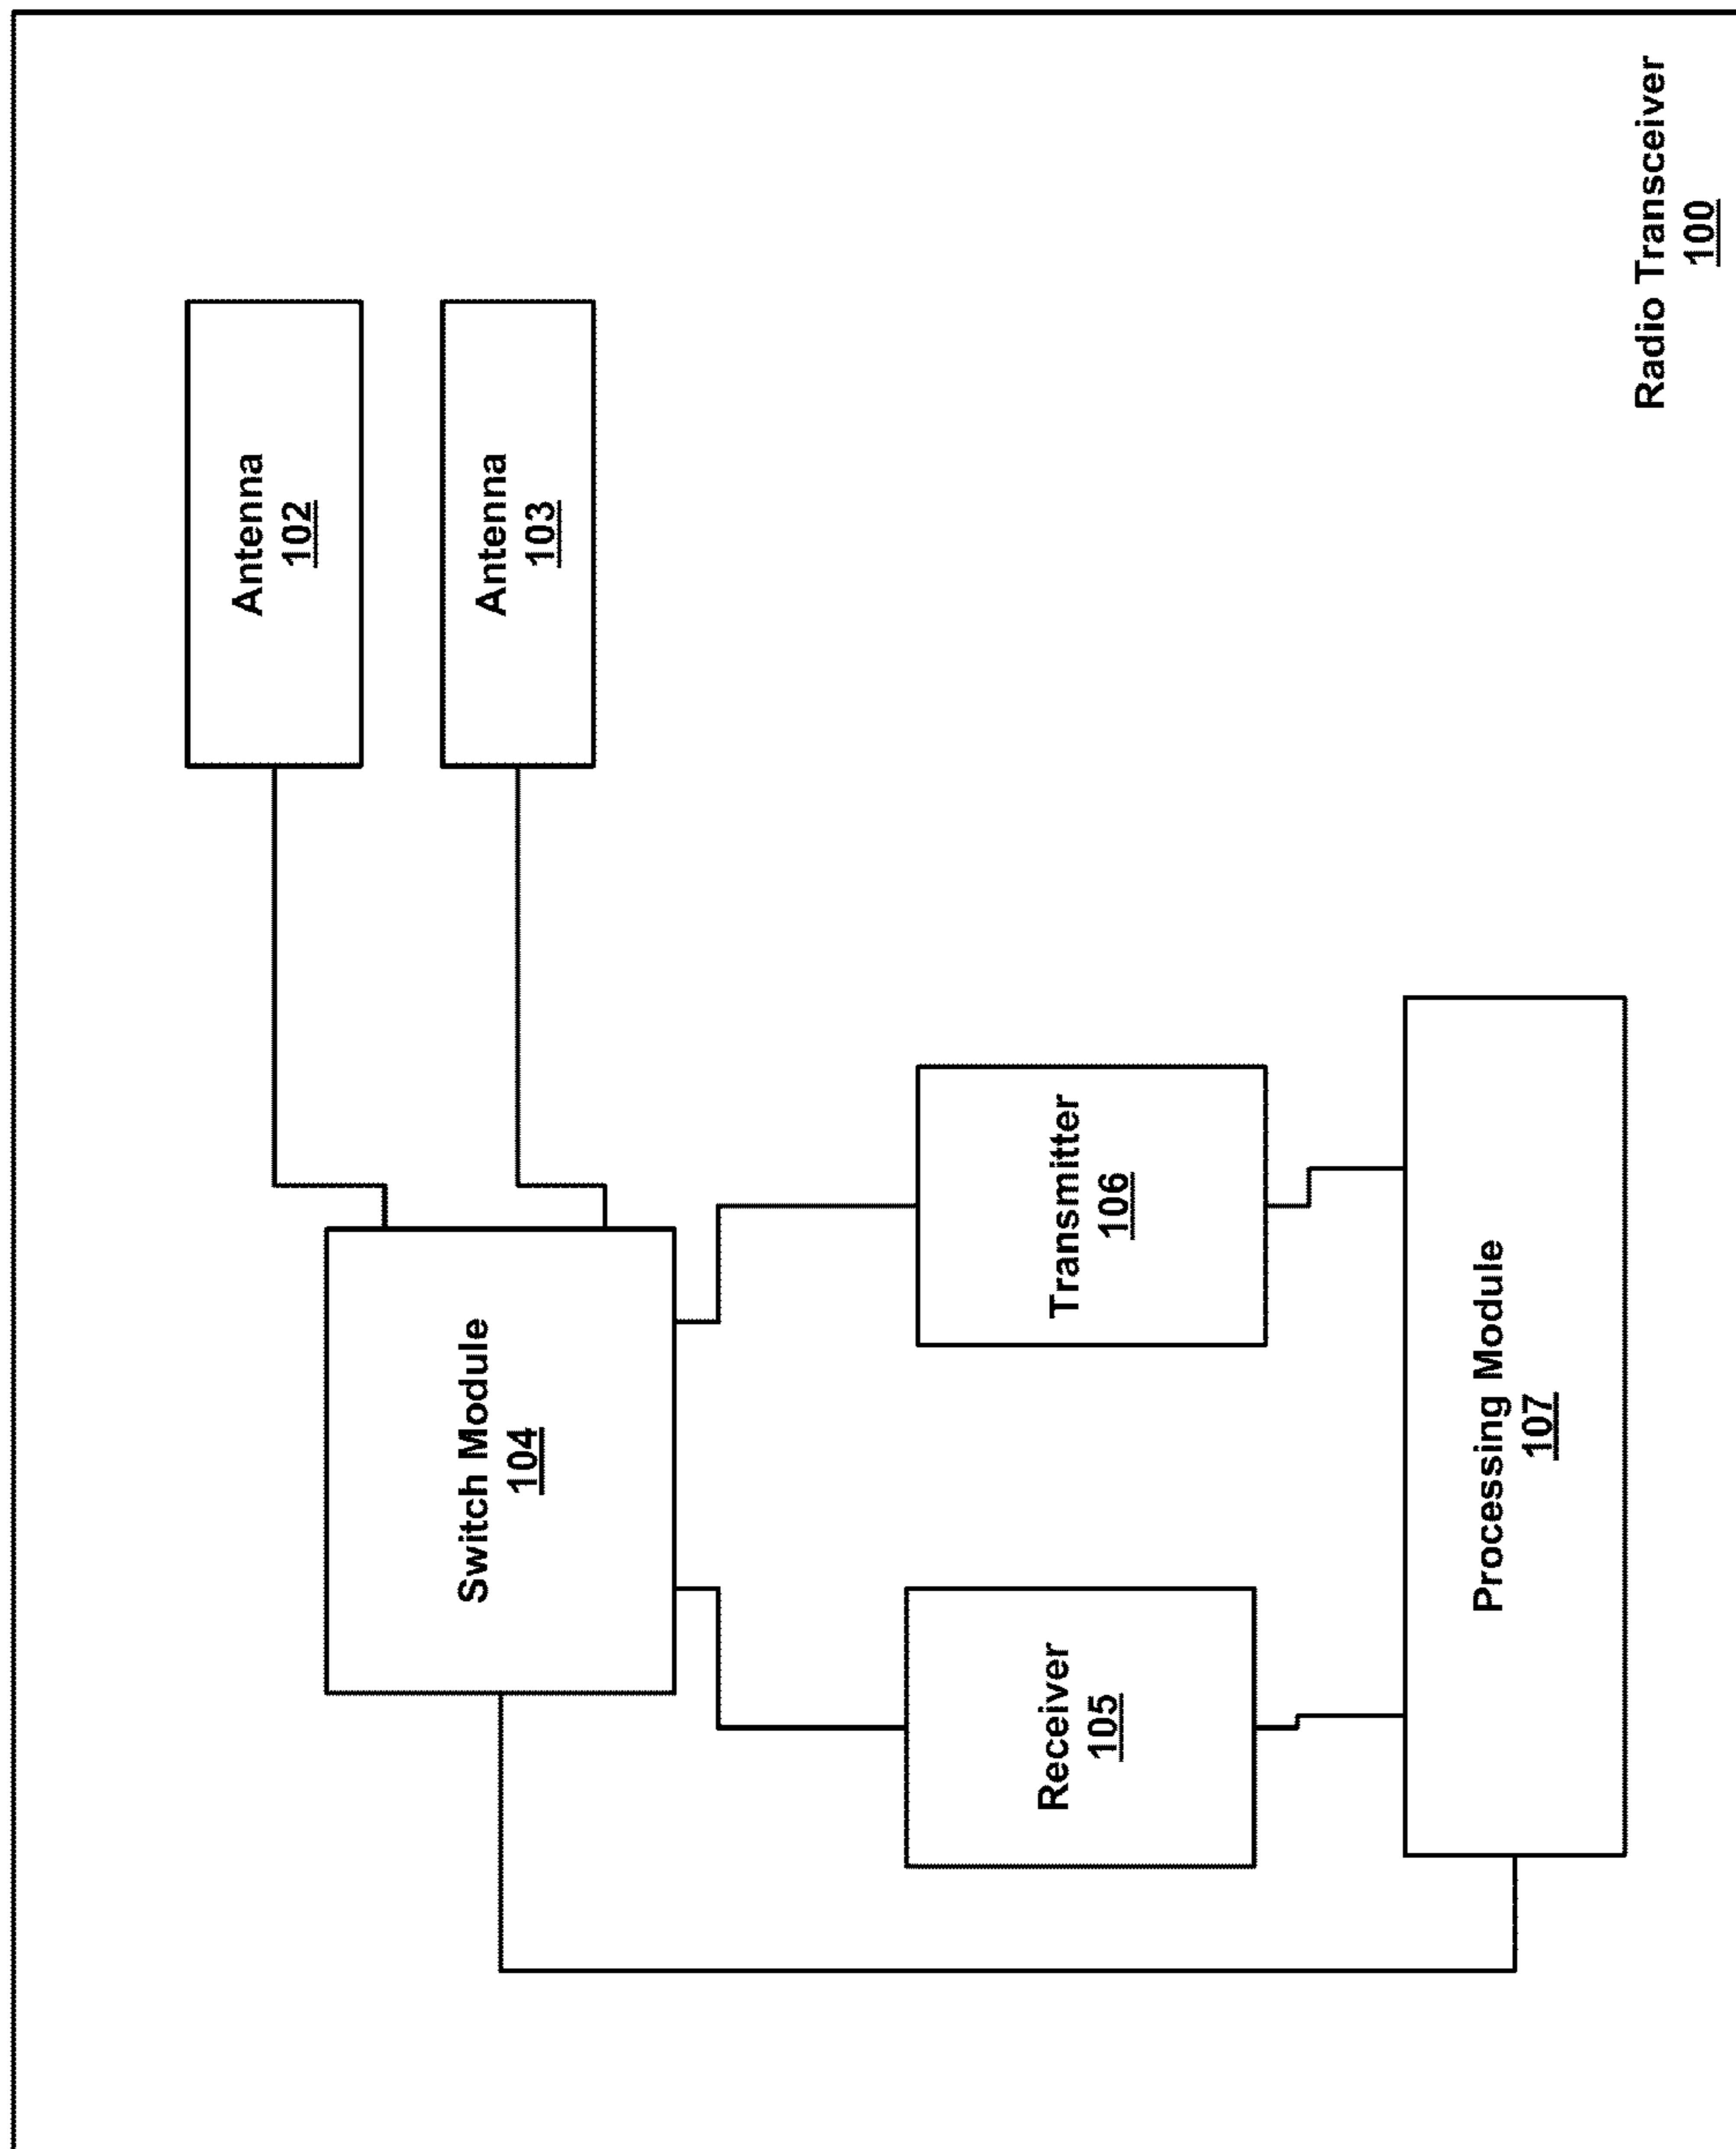 Antenna
102
Antenna
103
Switch Module
104
Transmitter
106
Receiver
105
Processing Module
107
Radio Transceiver
100